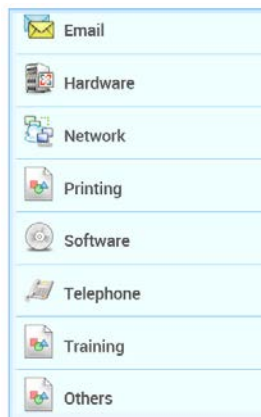 Email
Hardware
Network
Printing
Software
Telephone
Training
Others